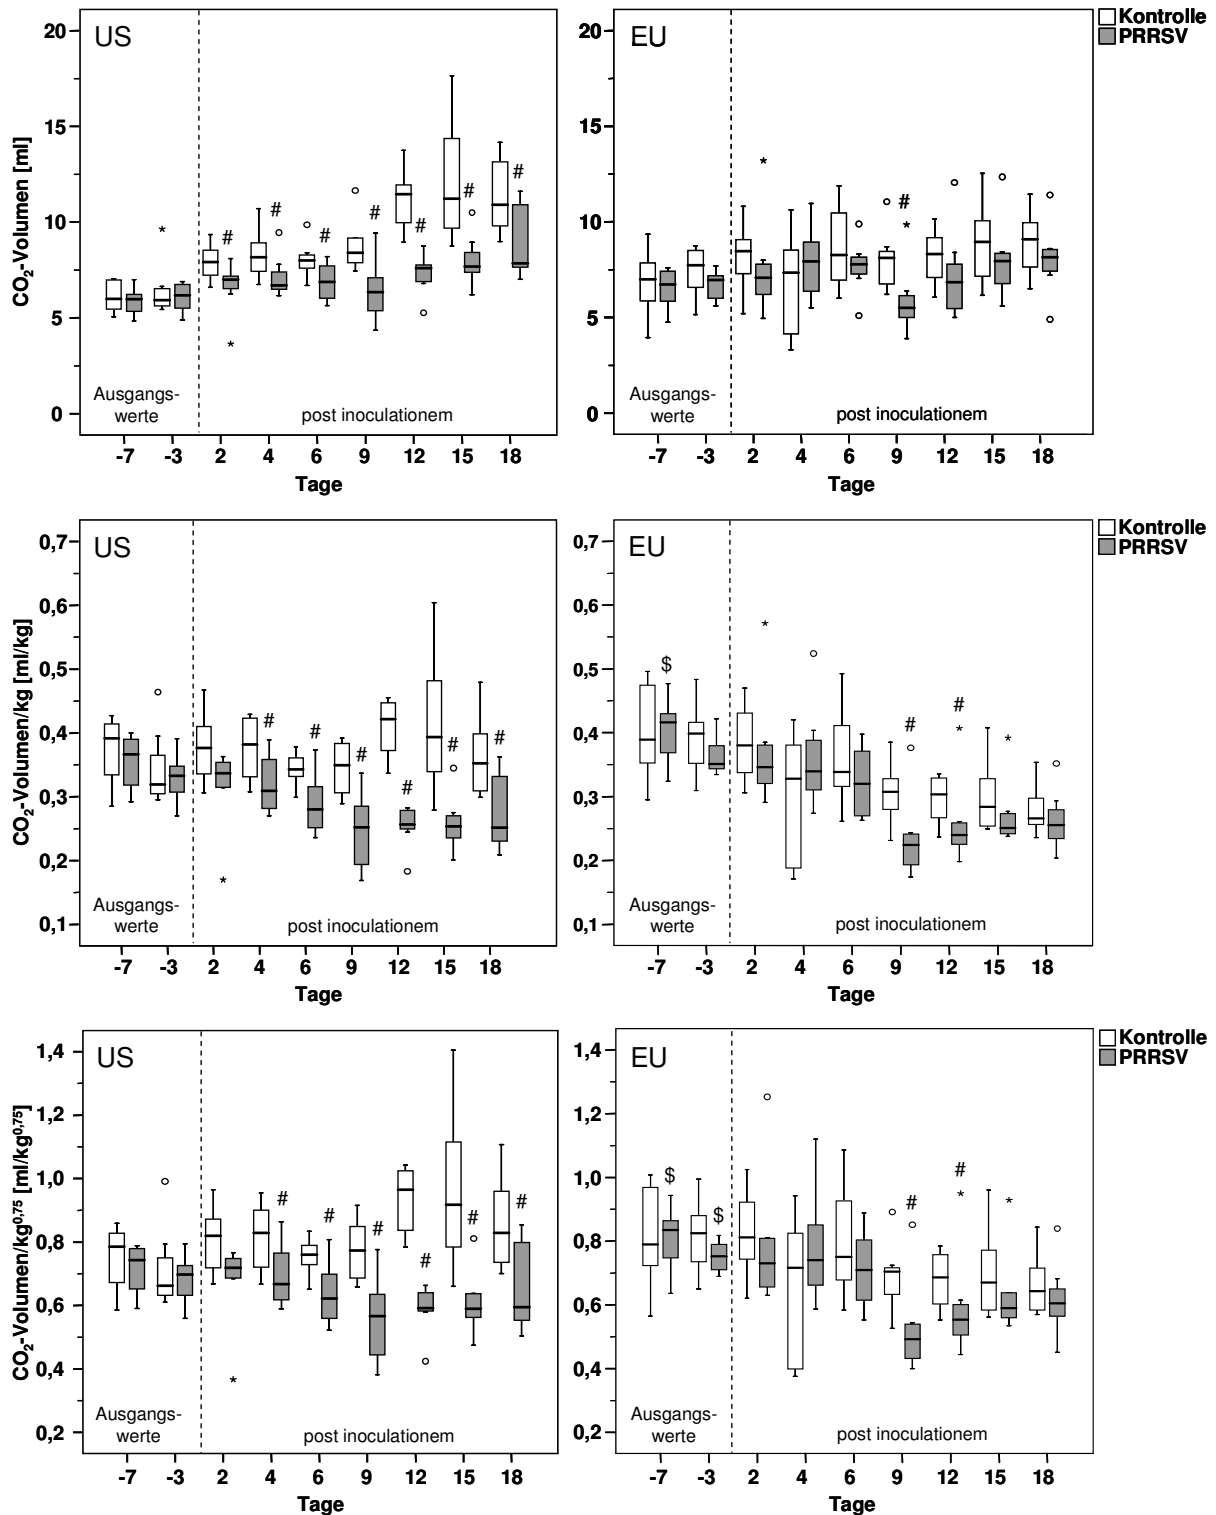 US
EU
Kontrolle
PRRSV
CO2-Volumen [ml]
20
15
10
5
0
Ausgangs-
werte
post inoculationem
-7 -3 2 4 6 9 12 15 18
Tage
# # # # # # #
* *
20
15
10
5
0
Ausgangs-
werte
post inoculationem
-7 -3 2 4 6 9 12 15 18
Tage
* # *
US
EU
Kontrolle
PRRSV
CO2-Volumen/kg [ml/kg]
0,7
0,6
0,5
0,4
0,3
0,2
0,1
Ausgangs-
werte
post inoculationem
-7 -3 2 4 6 9 12 15 18
Tage
# # # # # #
*
0,7
0,6
0,5
0,4
0,3
0,2
0,1
Ausgangs-
werte
post inoculationem
-7 -3 2 4 6 9 12 15 18
Tage
$ * # # * *
US
EU
Kontrolle
PRRSV
CO2-Volumen/kg0,75 [ml/kg0,75]
1,4
1,2
1,0
0,8
0,6
0,4
0,2
Ausgangs-
werte
post inoculationem
-7 -3 2 4 6 9 12 15 18
Tage
# # # # # #
*
1,4
1,2
1,0
0,8
0,6
0,4
0,2
Ausgangs-
werte
post inoculationem
-7 -3 2 4 6 9 12 15 18
Tage
$ $ # # * *